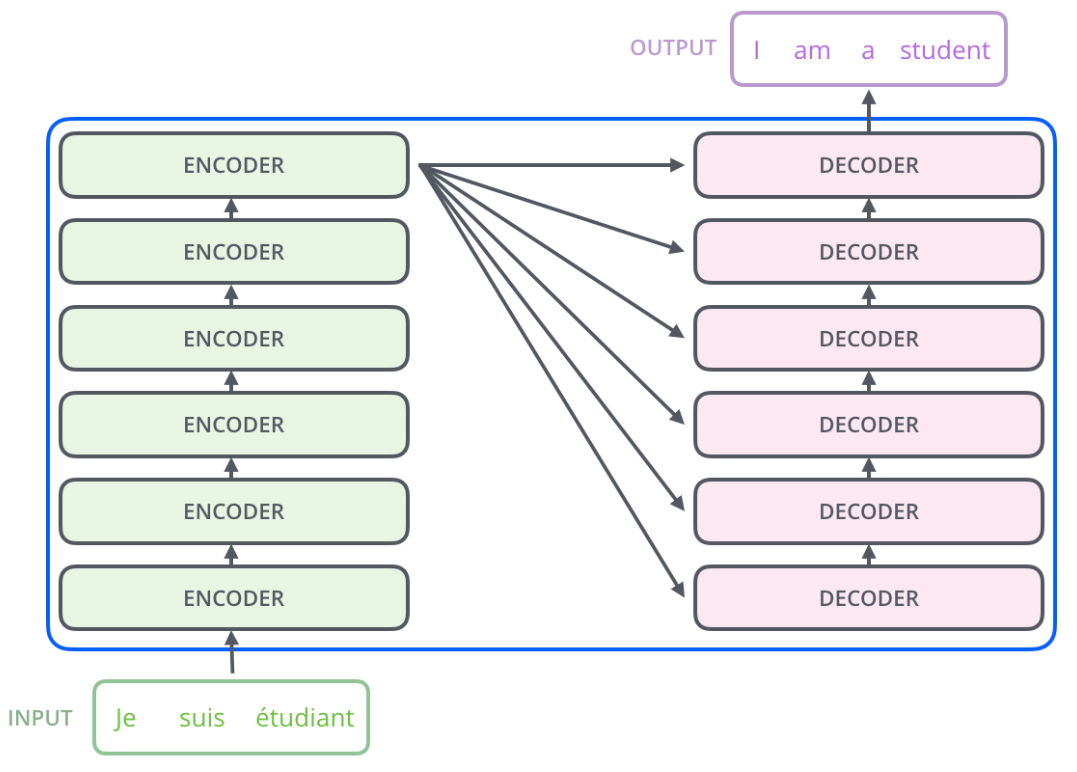 OUTPUT
I am a student
ENCODER
DECODER
ENCODER
DECODER
ENCODER
DECODER
ENCODER
DECODER
ENCODER
DECODER
ENCODER
DECODER
INPUT
Je suis étudiant